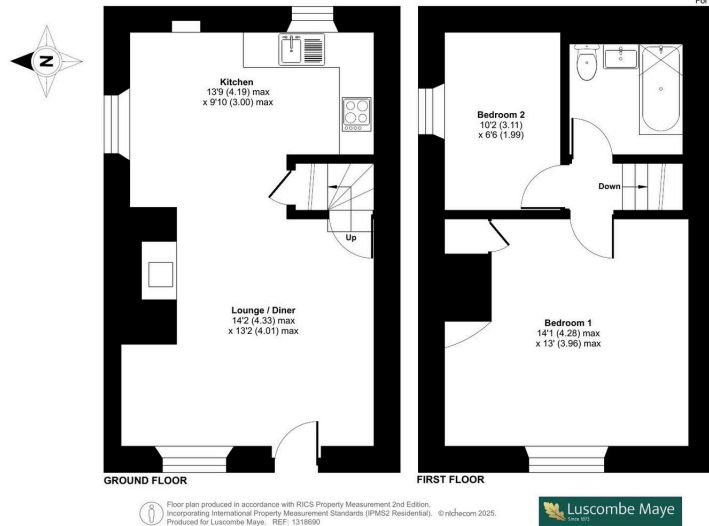 For
N
Kitchen
13'9 (4.19) max
x 9'10 (3.00) max
Up
Lounge / Diner
14'2 (4.33) max
x 13'2 (4.01) max
GROUND FLOOR
Bedroom 2
10'2 (3.11)
x 6'6 (1.99)
Down
Bedroom 1
14'1 (4.28) max
x 13' (3.96) max
FIRST FLOOR
Floor plan produced in accordance with RICS Property Measurement 2nd Edition,
Incorporating International Property Measurement Standards (IPMS2 Residential). © nichecom 2025.
Produced for Luscombe Maye. REF: 1318690
Luscombe Maye
Since 1873